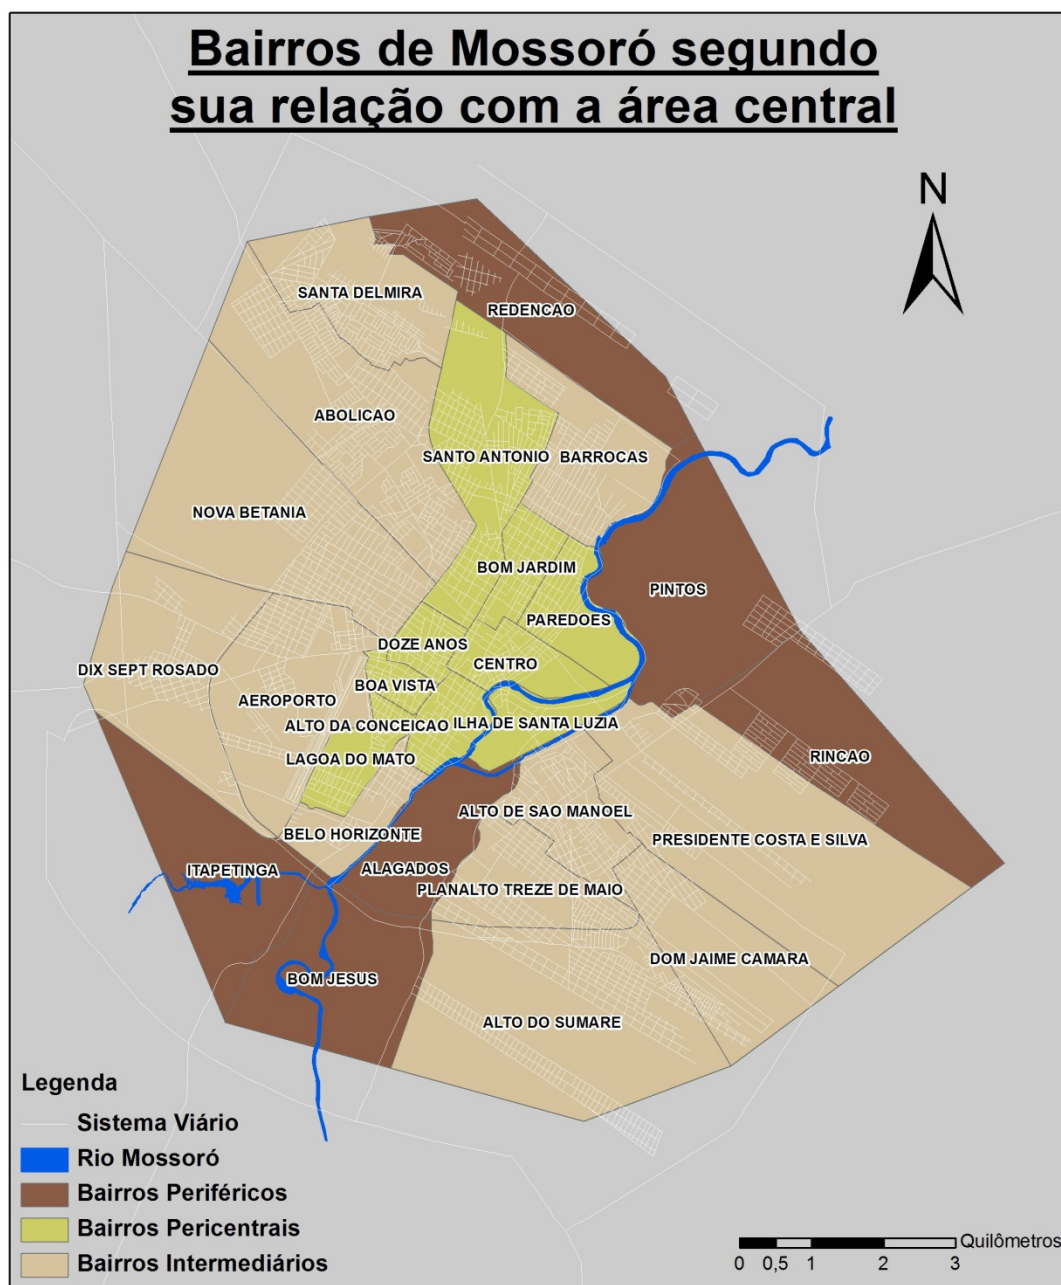 Bairros de Mossoró segundo
sua relação com a área central
N
SANTA DELMIRA
REDENCAO
ABOLICAO
SANTO ANTONIO
BARROCAS
NOVA BETANIA
BOM JARDIM
PINTOS
PAREDOES
DOZE ANOS
CENTRO
DIX SEPT ROSADO
BOA VISTA
AEROPORTO
ALTO DA CONCEICAO
ILHA DE SANTA LUZIA
LAGOA DO MATO
RINCAO
ALTO DE SAO MANOEL
BELO HORIZONTE
PRESIDENTE COSTA E SILVA
ITAPETINGA
ALAGADOS
PLANALTO TREZE DE MAIO
DOM JAIME CAMARA
BOM JESUS
ALTO DO SUMARE
Legenda
Sistema Viário
Rio Mossoró
Bairros Periféricos
Bairros Pericentrais
Bairros Intermediários
Quilômetros
0 0,5 1 2 3